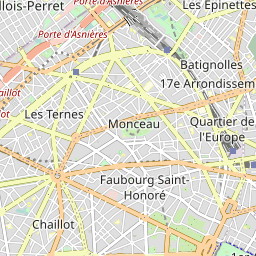 llois-Perret
Les Épinettes
Porte d'Asnières
Porte d'Asnières
Batignolles
17e Arrondissem
Les Ternes
Monceau
Quartier de
l'Europe
Faubourg Saint-
Honoré
Chaillot